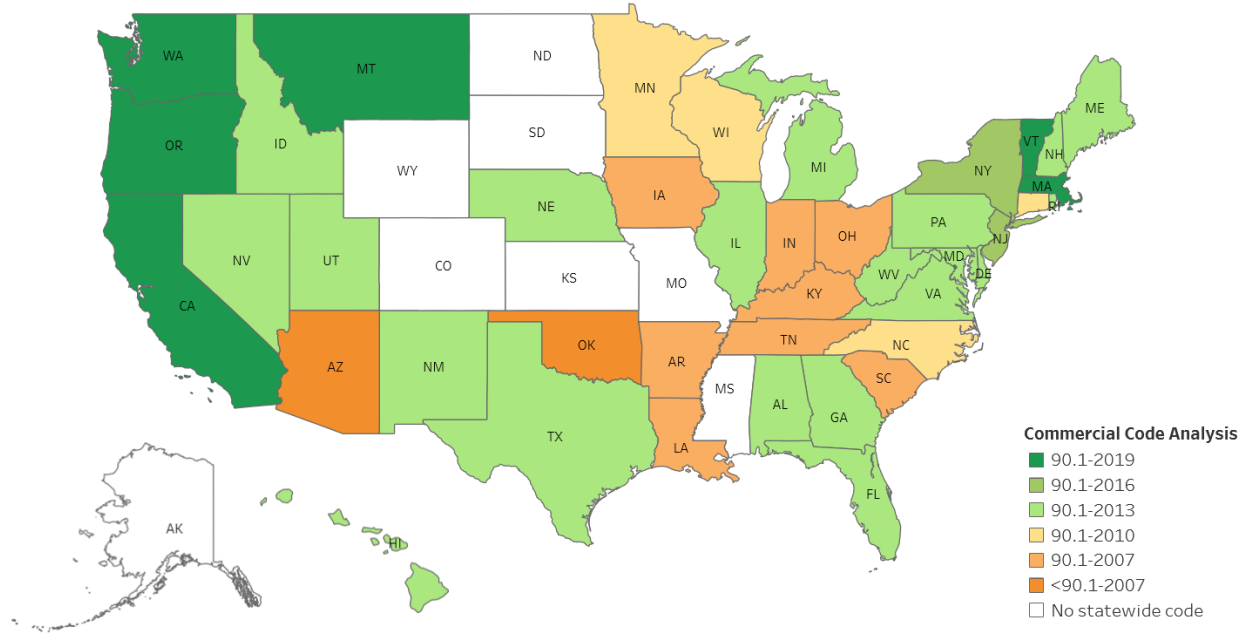 WA
MT
ND
MN
ME
OR
ID
SD
WI
VT
NH
WY
MI
NY
MA
RI
NE
IA
PA
NJ
NV
UT
CO
IL
IN
OH
MD
DE
KS
MO
WV
VA
CA
KY
AZ
NM
OK
AR
TN
NC
SC
MS
AL
GA
TX
LA
FL
AK
HI
Commercial Code Analysis
90.1-2019
90.1-2016
90.1-2013
90.1-2010
90.1-2007
<90.1-2007
No statewide code